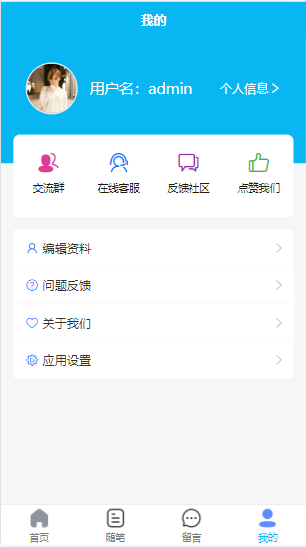 我的
用户名：admin 个人信息
交流群 在线客服 反馈社区 点赞我们
编辑资料
问题反馈
关于我们
应用设置
首页 随笔 留言 我的